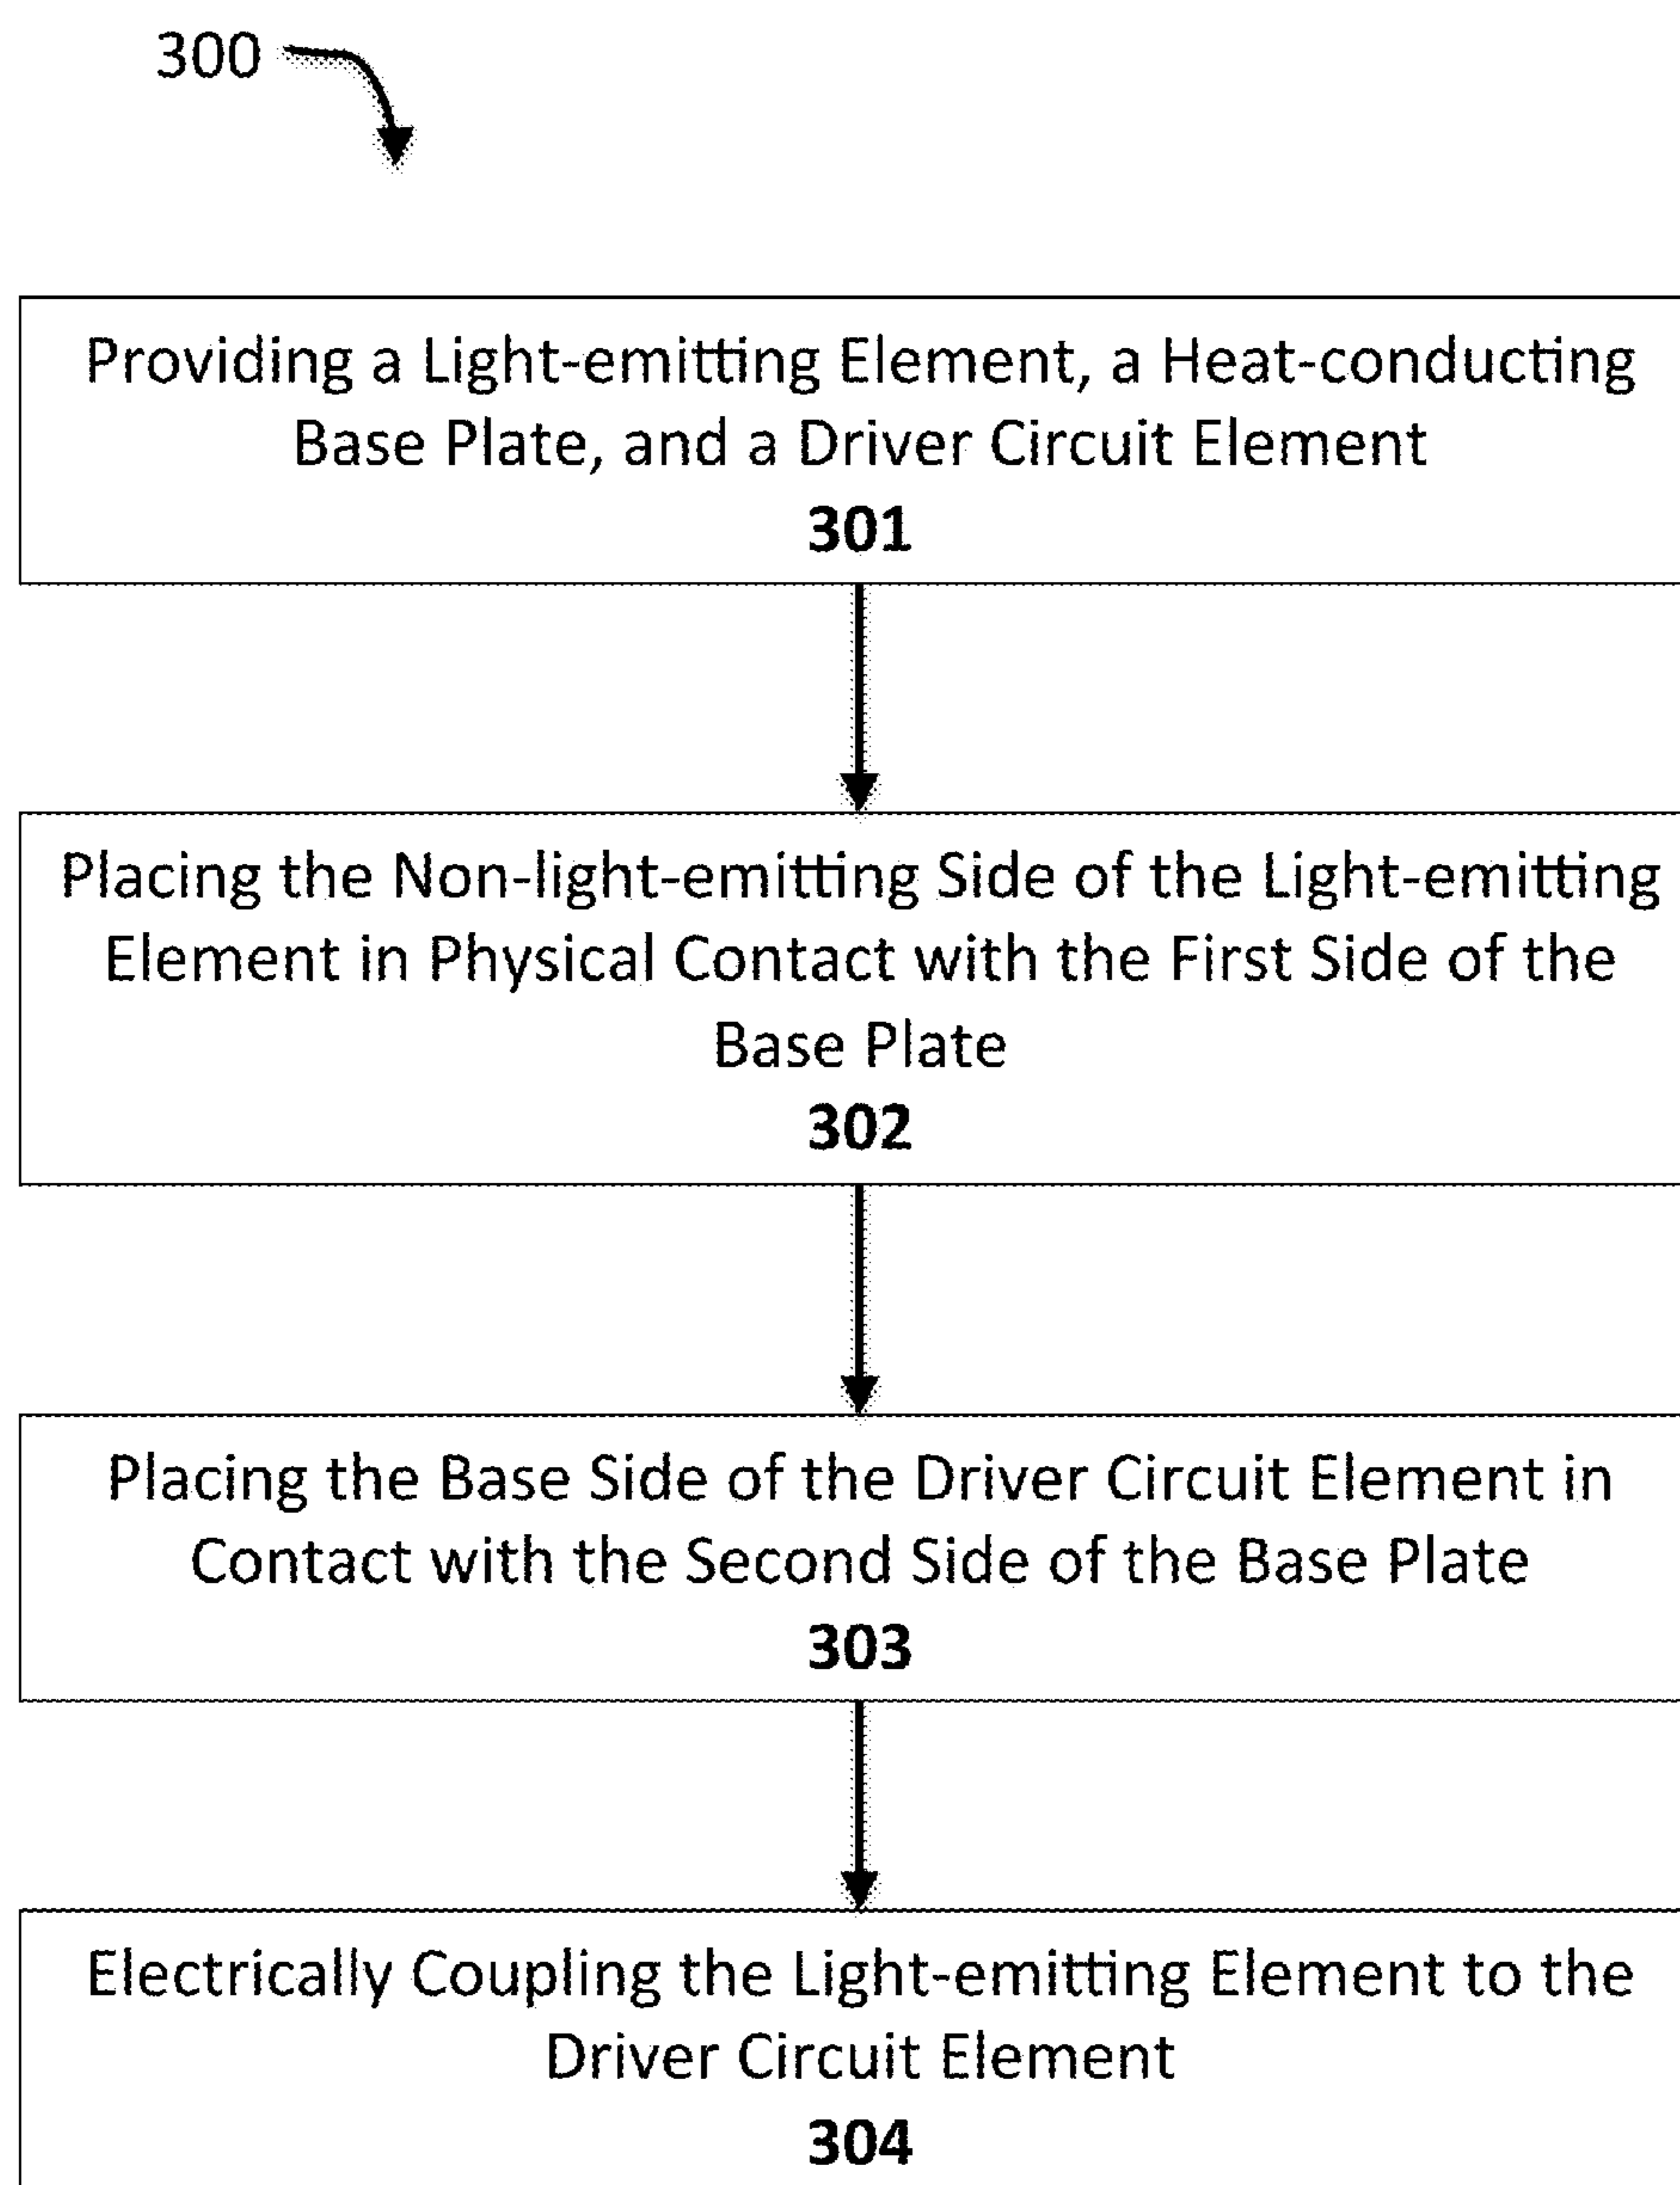 300
Providing a Light-emitting Element, a Heat-conducting
Base Plate, and a Driver Circuit Element
301
Placing the Non-light-emitting Side of the Light-emitting
Element in Physical Contact with the First Side of the
Base Plate
302
Placing the Base Side of the Driver Circuit Element in
Contact with the Second Side of the Base Plate
303
Electrically Coupling the Light-emitting Element to the
Driver Circuit Element
304